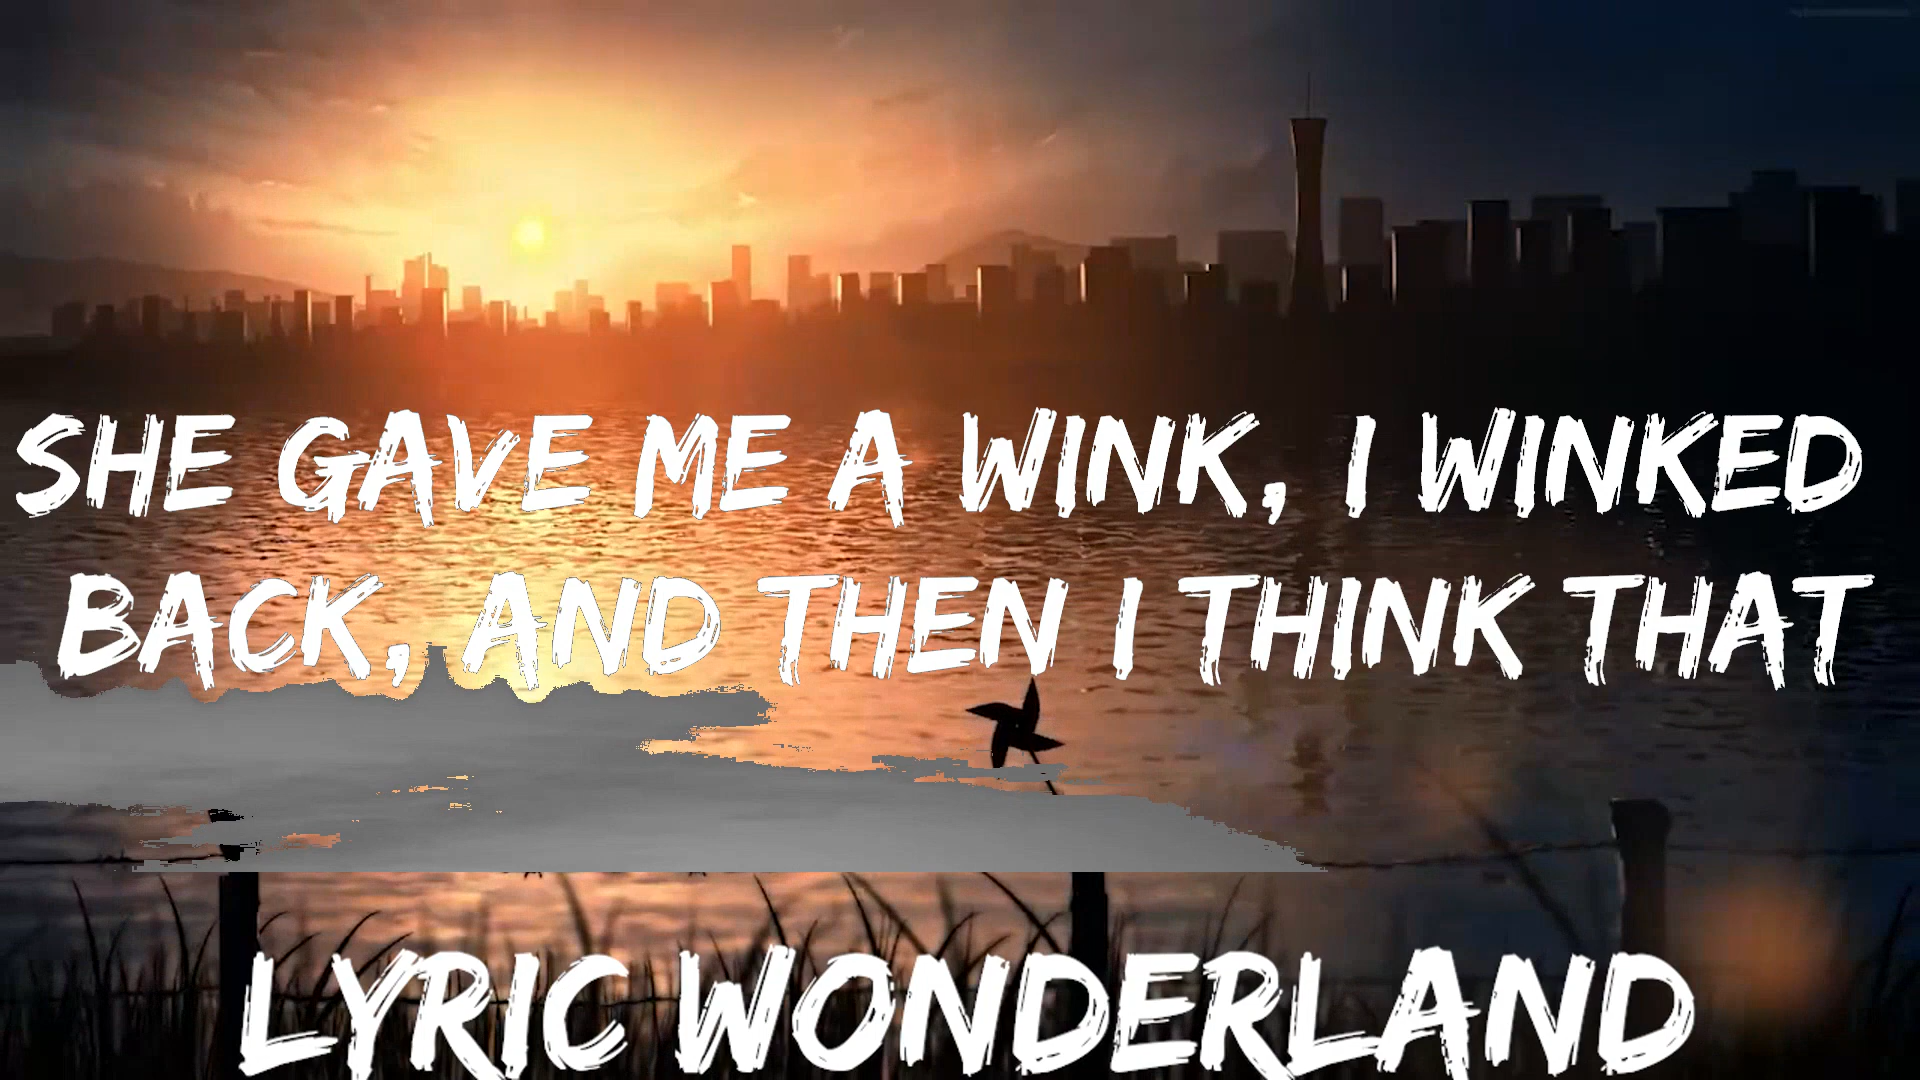 SHE GAVE ME A WINK, I WINKED
BACK, AND THEN I THINK THAT
LYRIC WONDERLAND